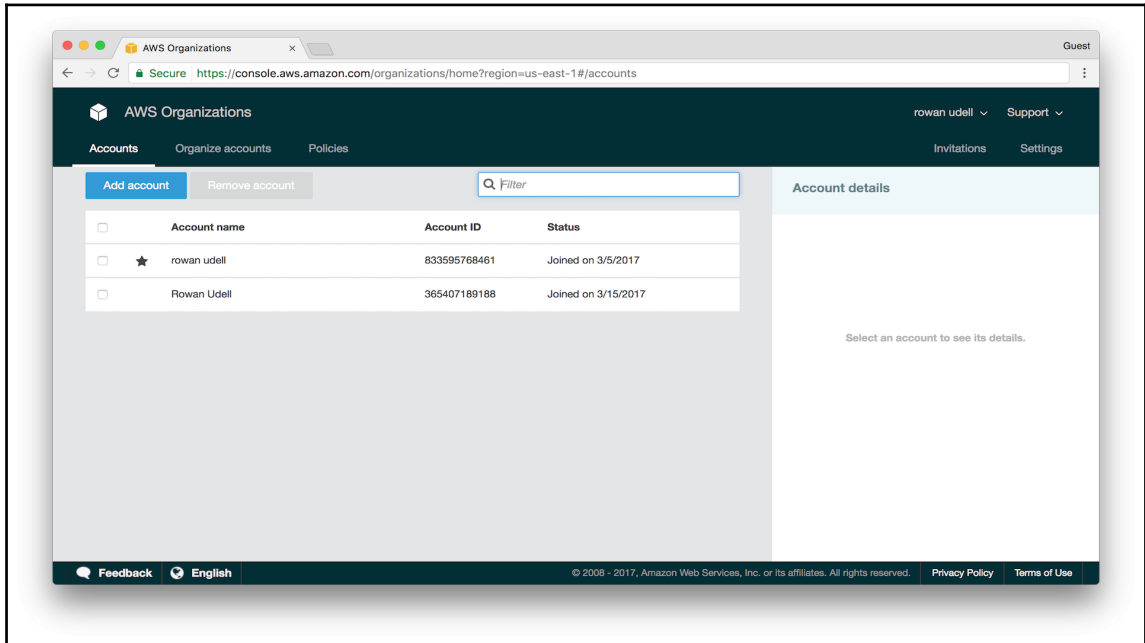 AWS Organizations
Guest
Secure https://console.aws.amazon.com/organizations/home?region=us-east-1#/accounts
AWS Organizations rowan udell Support
Accounts Organize accounts Policies Invitations Settings
Add account Remove account Filter Account details
Account name Account ID Status
rowan udell 833595768461 Joined on 3/5/2017
Rowan Udell 365407189188 Joined on 3/15/2017
Select an account to see its details.
Feedback English © 2008 - 2017, Amazon Web Services, Inc. or its affiliates. All rights reserved. Privacy Policy Terms of Use